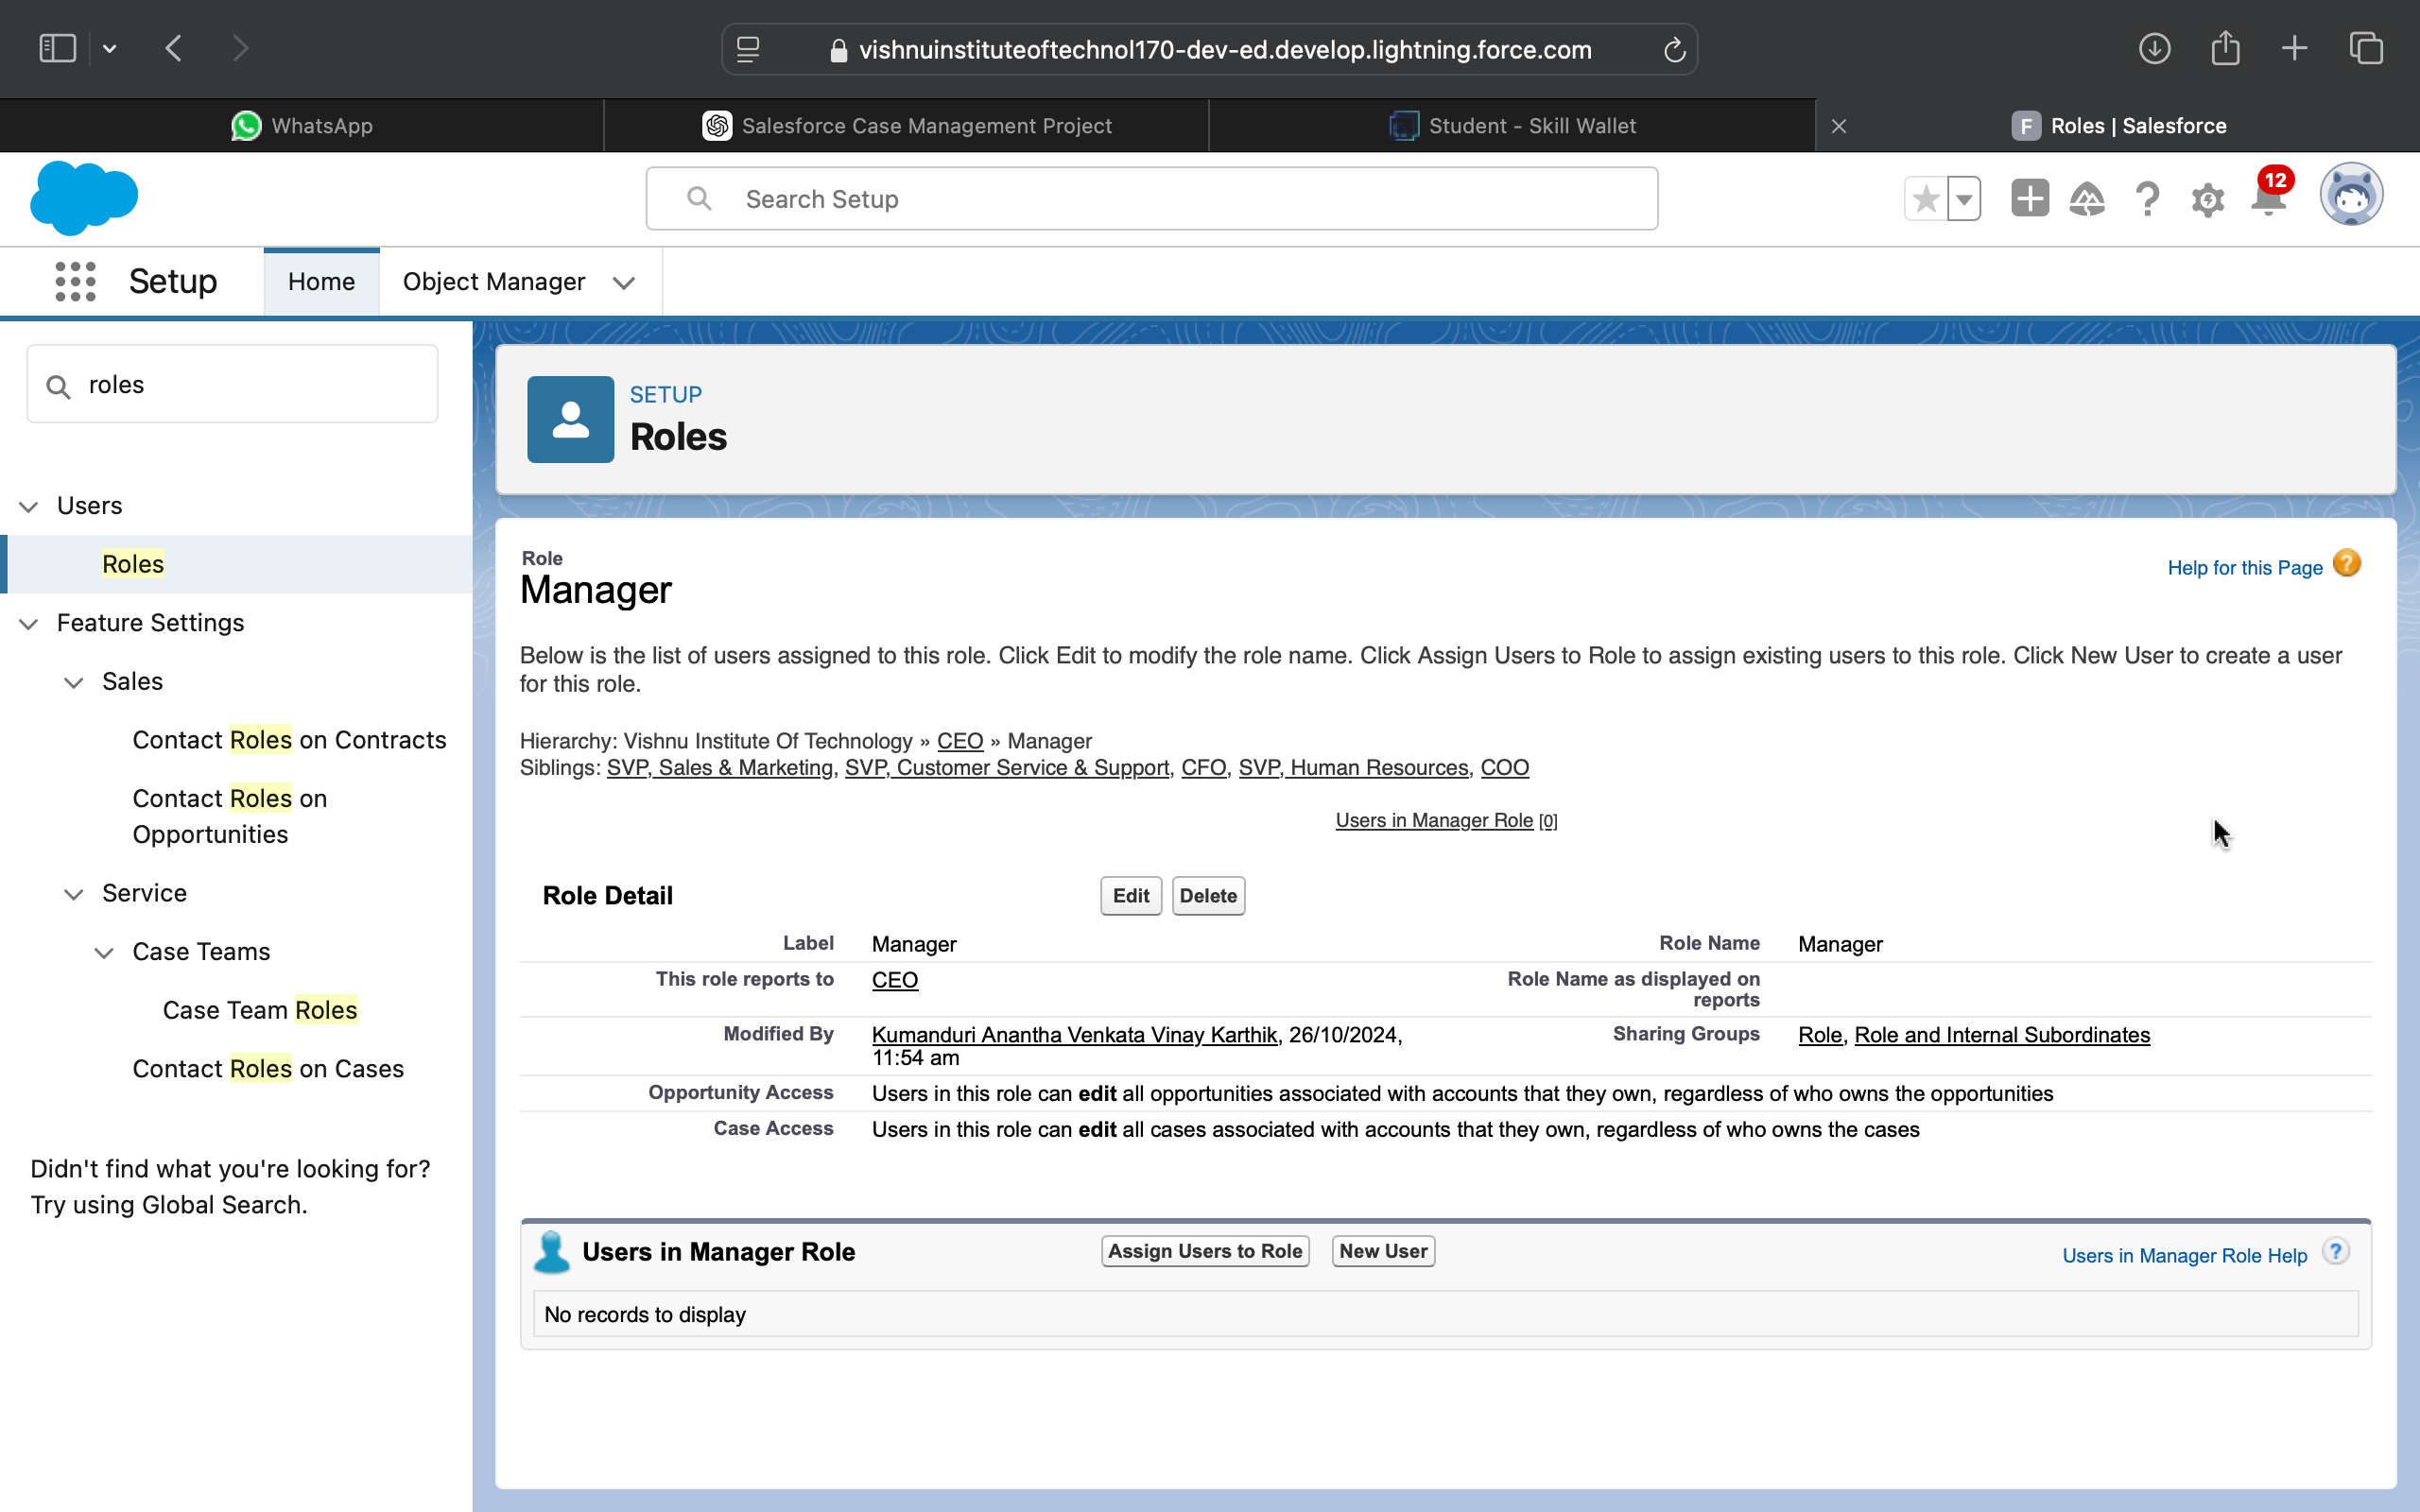 vishnuinstituteoftechnol170-dev-ed.develop.lightning.force.com
WhatsApp
Salesforce Case Management Project
Student - Skill Wallet
F
Roles | Salesforce
Search Setup
12
Setup
Home
Object Manager
roles
Users
Roles
Feature Settings
Sales
Contact Roles on Contracts
Contact Roles on
Opportunities
Service
Case Teams
Case Team Roles
Contact Roles on Cases
Didn't find what you're looking for?
Try using Global Search.
SETUP
Roles
Role
Manager
Help for this Page ?
Below is the list of users assigned to this role. Click Edit to modify the role name. Click Assign Users to Role to assign existing users to this role. Click New User to create a user
for this role.
Hierarchy: Vishnu Institute Of Technology » CEO » Manager
Siblings: SVP, Sales & Marketing, SVP, Customer Service & Support, CFO, SVP, Human Resources, COO
Users in Manager Role [0]
Role Detail
Edit
Delete
Label Manager
Role Name Manager
This role reports to CEO
Role Name as displayed on
reports
Modified By Kumanduri Anantha Venkata Vinay Karthik, 26/10/2024,
11:54 am
Sharing Groups Role, Role and Internal Subordinates
Opportunity Access Users in this role can edit all opportunities associated with accounts that they own, regardless of who owns the opportunities
Case Access Users in this role can edit all cases associated with accounts that they own, regardless of who owns the cases
Users in Manager Role
Assign Users to Role
New User
Users in Manager Role Help ?
No records to display